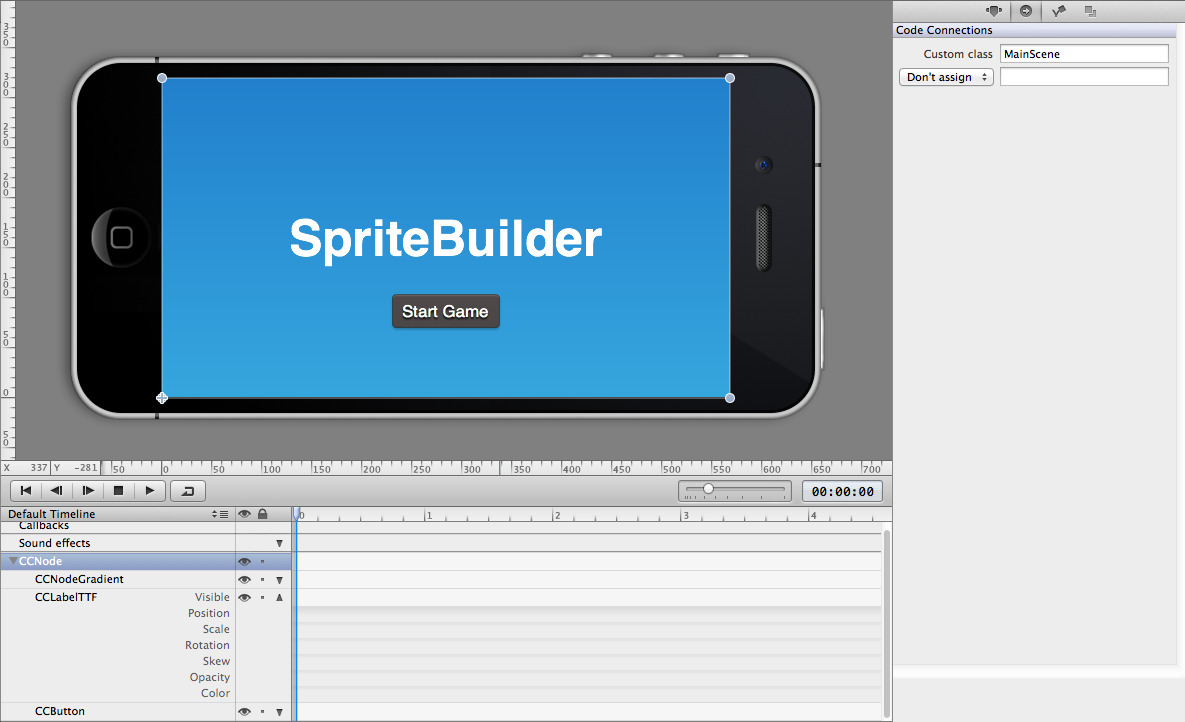 Code Connections
Custom class MainScene
Don't assign
350
300
250
200
150
100
50
0
50
SpriteBuilder
Start Game
X 337 Y -281 50 0 50 100 150 200 250 300 350 400 450 500 550 600 650 700
00:00:00
Default Timeline 0 1 2 3 4
Callbacks
Sound effects
CCNode
CCNodeGradient
CCLabelTTF Visible
Position
Scale
Rotation
Skew
Opacity
Color
CCButton